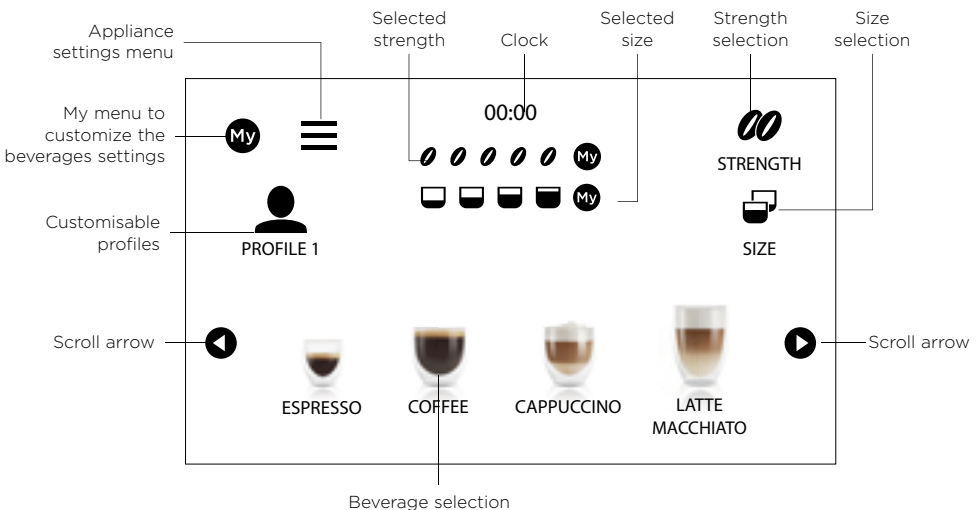 Appliance
settings menu
Selected
strength
Clock
Selected
size
Strength
selection
Size
selection
My menu to
customize the
beverages settings
My
00:00
My
STRENGTH
My
Customisable
profiles
PROFILE 1
SIZE
Scroll arrow
Scroll arrow
ESPRESSO
COFFEE
CAPPUCCINO
LATTE
MACCHIATO
Beverage selection